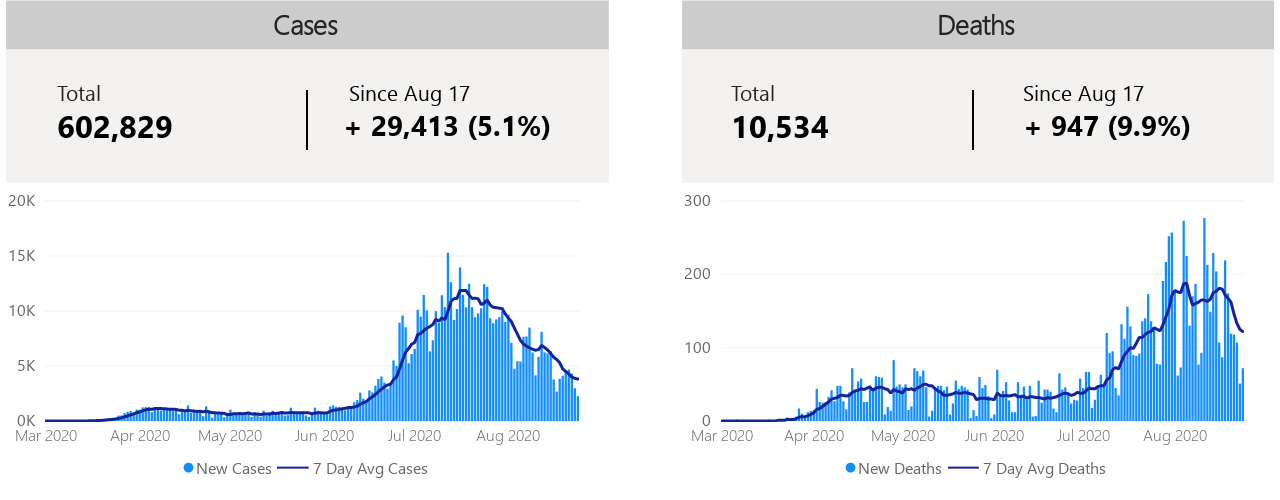 Cases
Total
602,829
Since Aug 17
+ 29,413 (5.1%)
20K
15K
10K
5K
0K
Mar 2020 Apr 2020 May 2020 Jun 2020 Jul 2020 Aug 2020
New Cases 7 Day Avg Cases
Deaths
Total
10,534
Since Aug 17
+ 947 (9.9%)
300
200
100
0
Mar 2020 Apr 2020 May 2020 Jun 2020 Jul 2020 Aug 2020
New Deaths 7 Day Avg Deaths